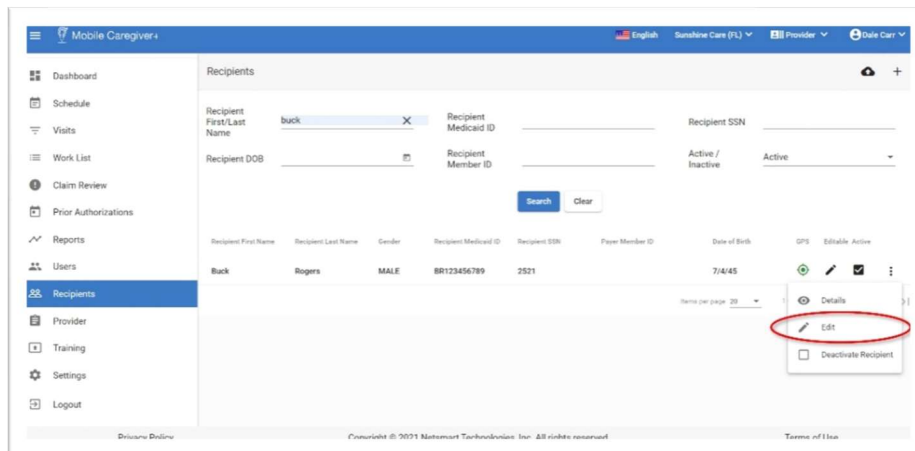 Mobile Caregiver+
English Sunshine Care (FL) Provider Dale Carr
Dashboard
Schedule
Visits
Work List
Claim Review
Prior Authorizations
Reports
Users
Recipients
Provider
Training
Settings
Logout
Recipients
Recipient First/Last Name buck
Recipient Medicaid ID
Recipient SSN
Recipient DOB
Recipient Member ID
Active / Inactive Active
Search Clear
Recipient First Name Recipient Last Name Gender Recipient Medicaid ID Recipient SSN Payer Member ID Date of Birth GPS Editable Active
Buck Rogers MALE BR123456789 2521 7/4/45
Items per page 20
Details
Edit
Deactivate Recipient
Privacy Policy Copyright © 2021 Netsmart Technologies, Inc. All rights reserved Terms of Use